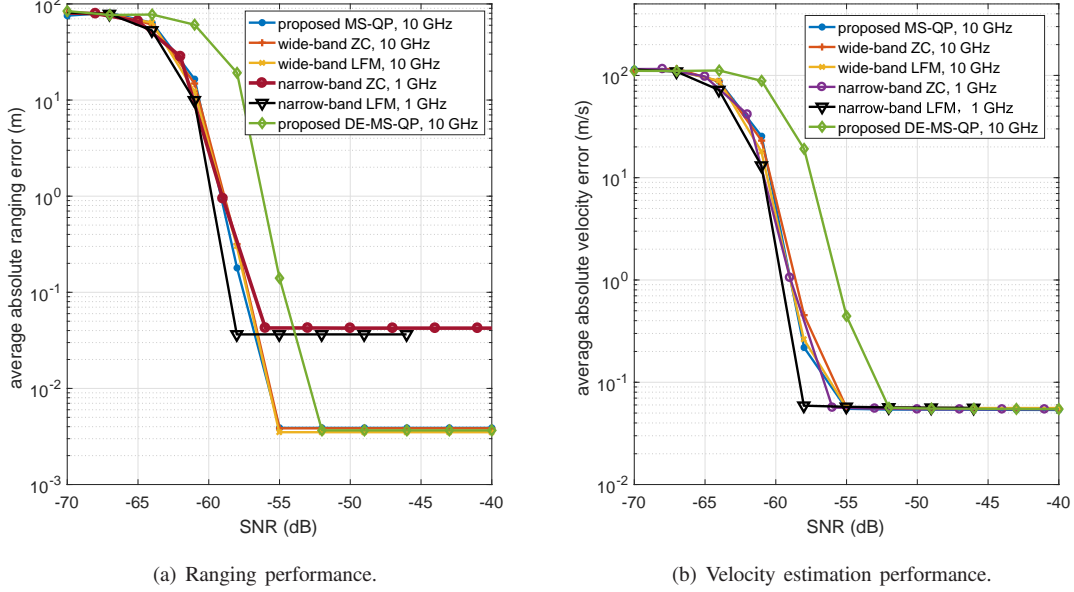 10^2
10^1
10^0
10^-1
10^-2
10^-3
average absolute ranging error (m)
-70 -65 -60 -55 -50 -45 -40
SNR (dB)
proposed MS-QP, 10 GHz
wide-band ZC, 10 GHz
wide-band LFM, 10 GHz
narrow-band ZC, 1 GHz
narrow-band LFM, 1 GHz
proposed DE-MS-QP, 10 GHz
(a) Ranging performance.
10^2
10^1
10^0
10^-1
10^-2
average absolute velocity error (m/s)
-70 -65 -60 -55 -50 -45 -40
SNR (dB)
proposed MS-QP, 10 GHz
wide-band ZC, 10 GHz
wide-band LFM, 10 GHz
narrow-band ZC, 1 GHz
narrow-band LFM, 1 GHz
proposed DE-MS-QP, 10 GHz
(b) Velocity estimation performance.